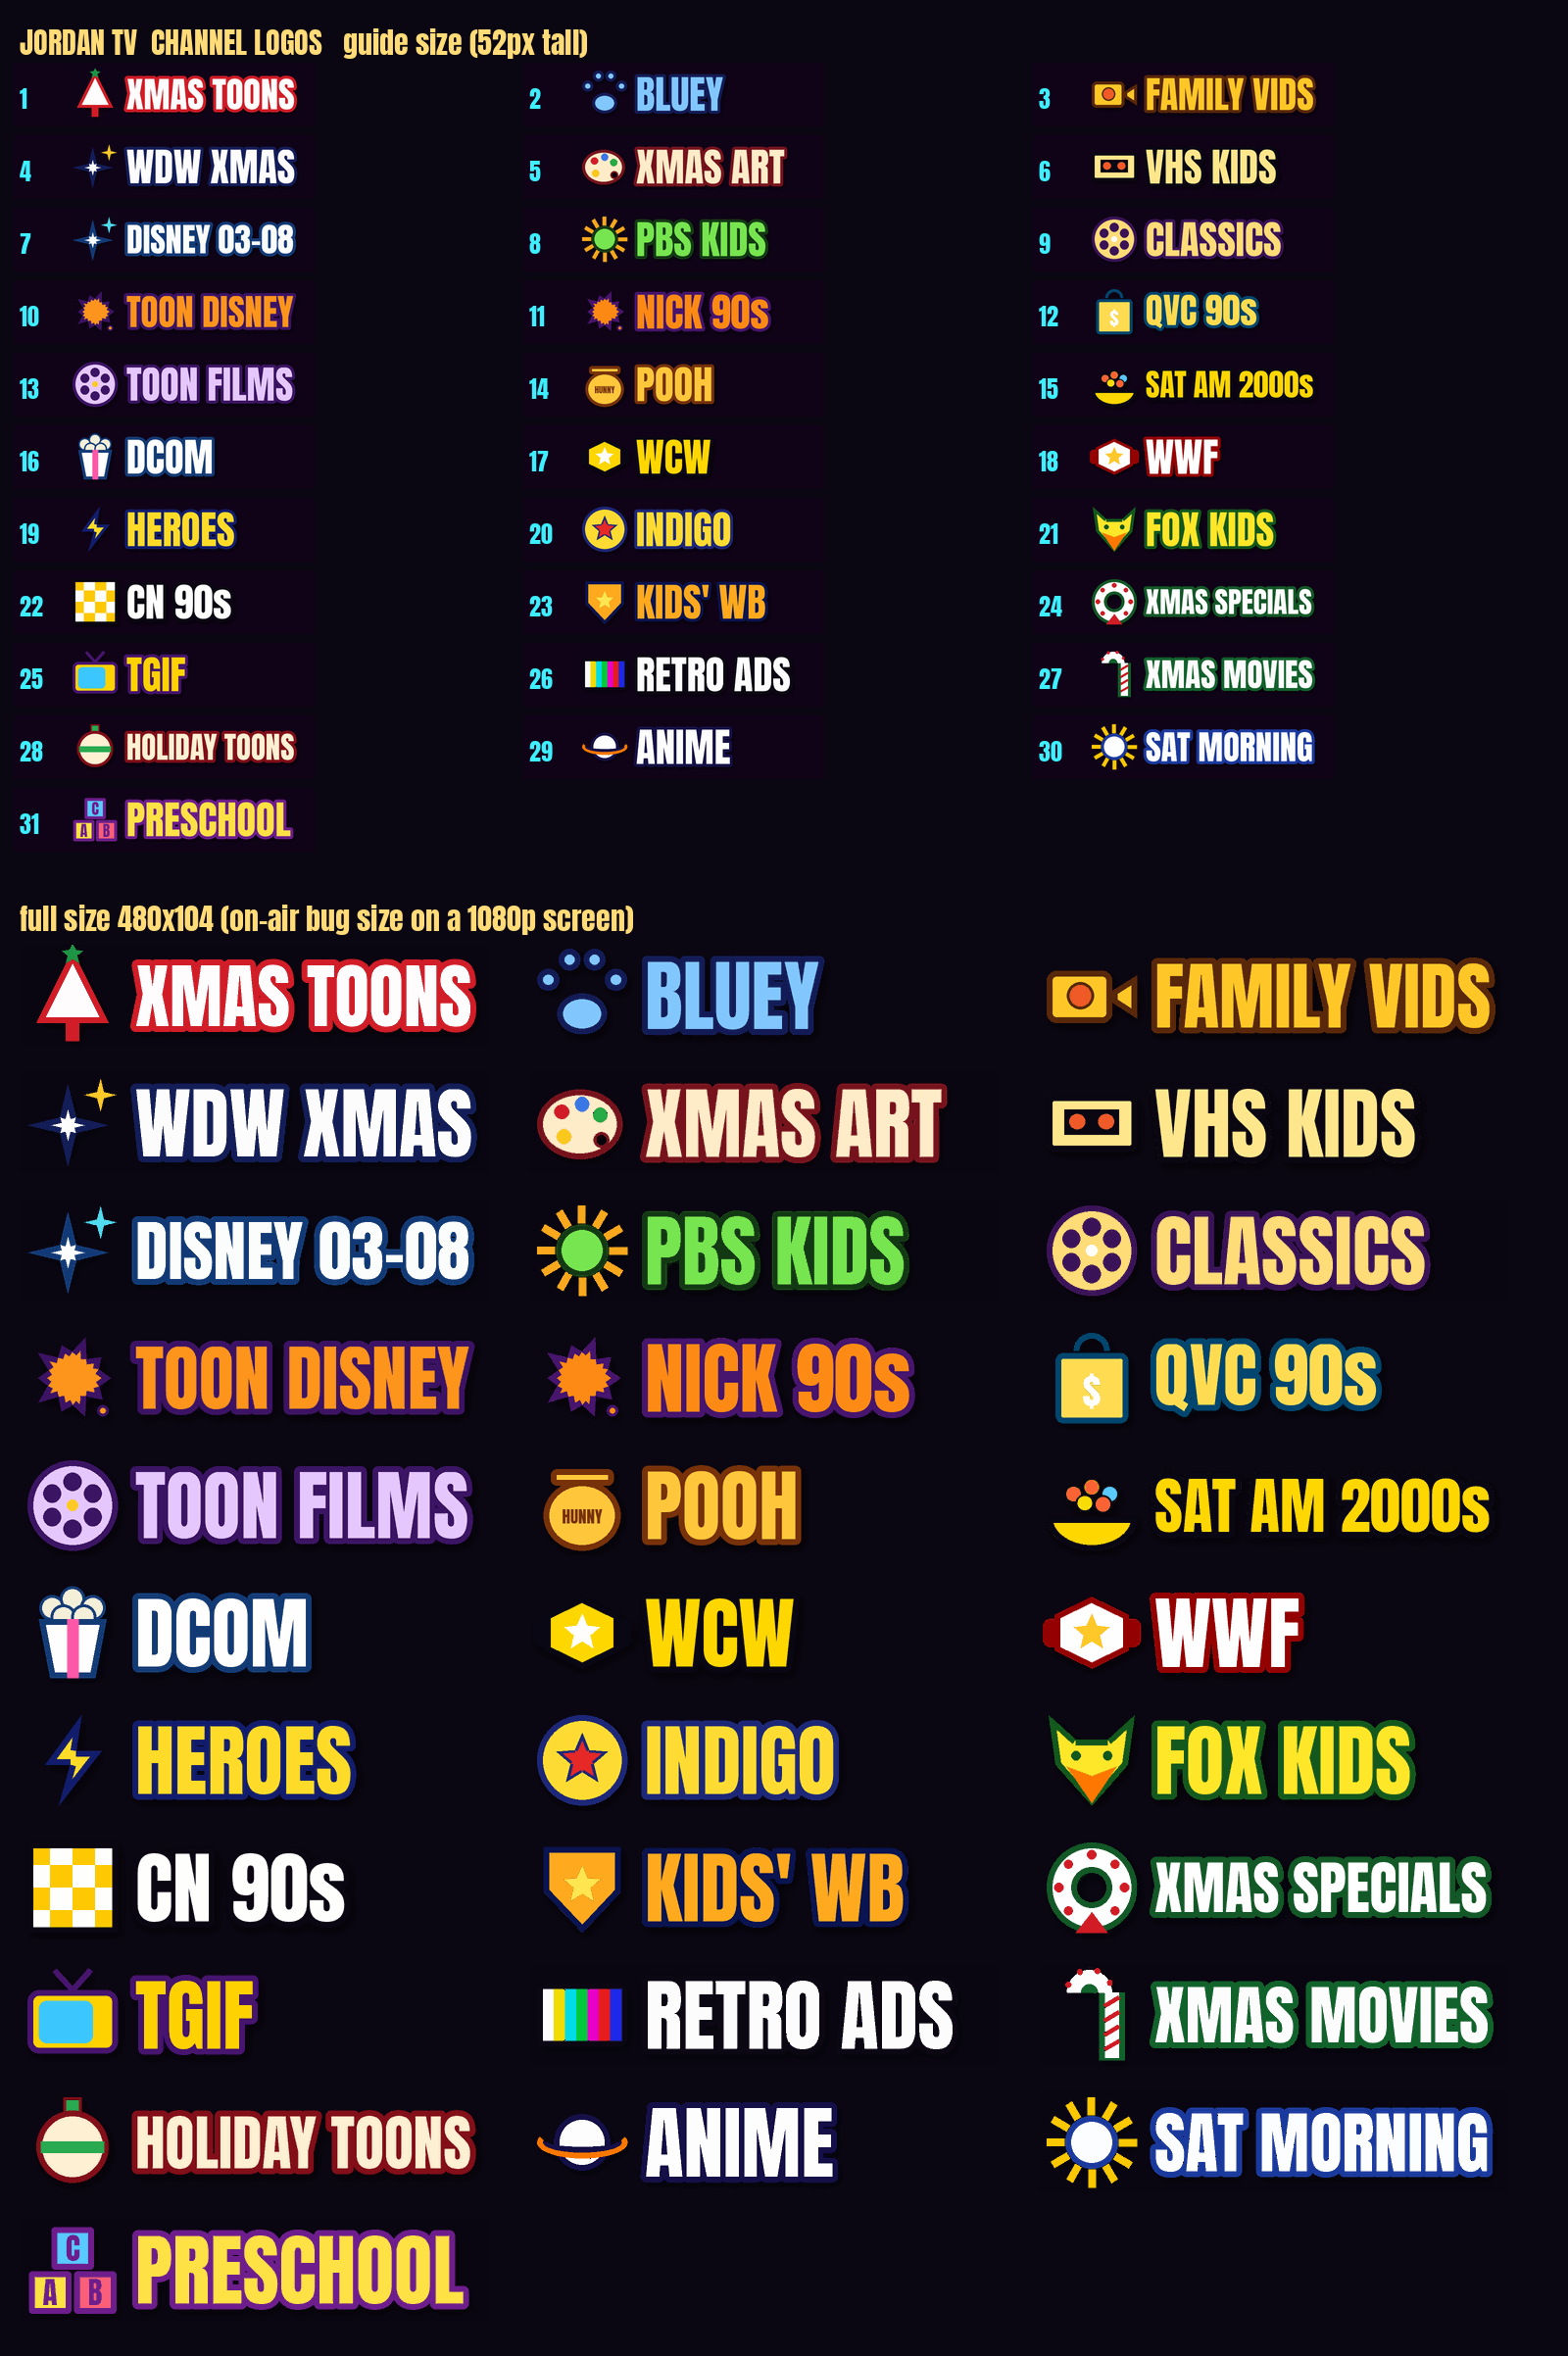 JORDAN TV CHANNEL LOGOS guide size (52px tall)
1 XMAS TOONS 2 BLUEY 3 FAMILY VIDS
4 WDW XMAS 5 XMAS ART 6 VHS KIDS
7 DISNEY 03-08 8 PBS KIDS 9 CLASSICS
10 TOON DISNEY 11 NICK 90s 12 $ QVC 90s
13 TOON FILMS 14 HUNNY POOH 15 SAT AM 2000s
16 DCOM 17 WCW 18 WWF
19 HEROES 20 INDIGO 21 FOX KIDS
22 CN 90s 23 KIDS' WB 24 XMAS SPECIALS
25 TGIF 26 RETRO ADS 27 XMAS MOVIES
28 HOLIDAY TOONS 29 ANIME 30 SAT MORNING
31 C A B PRESCHOOL
full size 480x104 (on-air bug size on a 1080p screen)
XMAS TOONS BLUEY FAMILY VIDS
WDW XMAS XMAS ART VHS KIDS
DISNEY 03-08 PBS KIDS CLASSICS
TOON DISNEY NICK 90s $ QVC 90s
TOON FILMS HUNNY POOH SAT AM 2000s
DCOM WCW WWF
HEROES INDIGO FOX KIDS
CN 90s KIDS' WB XMAS SPECIALS
TGIF RETRO ADS XMAS MOVIES
HOLIDAY TOONS ANIME SAT MORNING
C A B PRESCHOOL